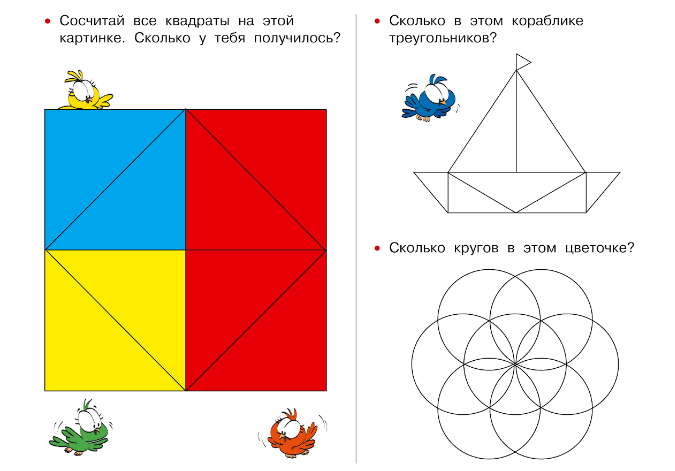 Сосчитай все квадраты на этой
картинке. Сколько у тебя получилось?
Сколько в этом кораблике
треугольников?
Сколько кругов в этом цветочке?